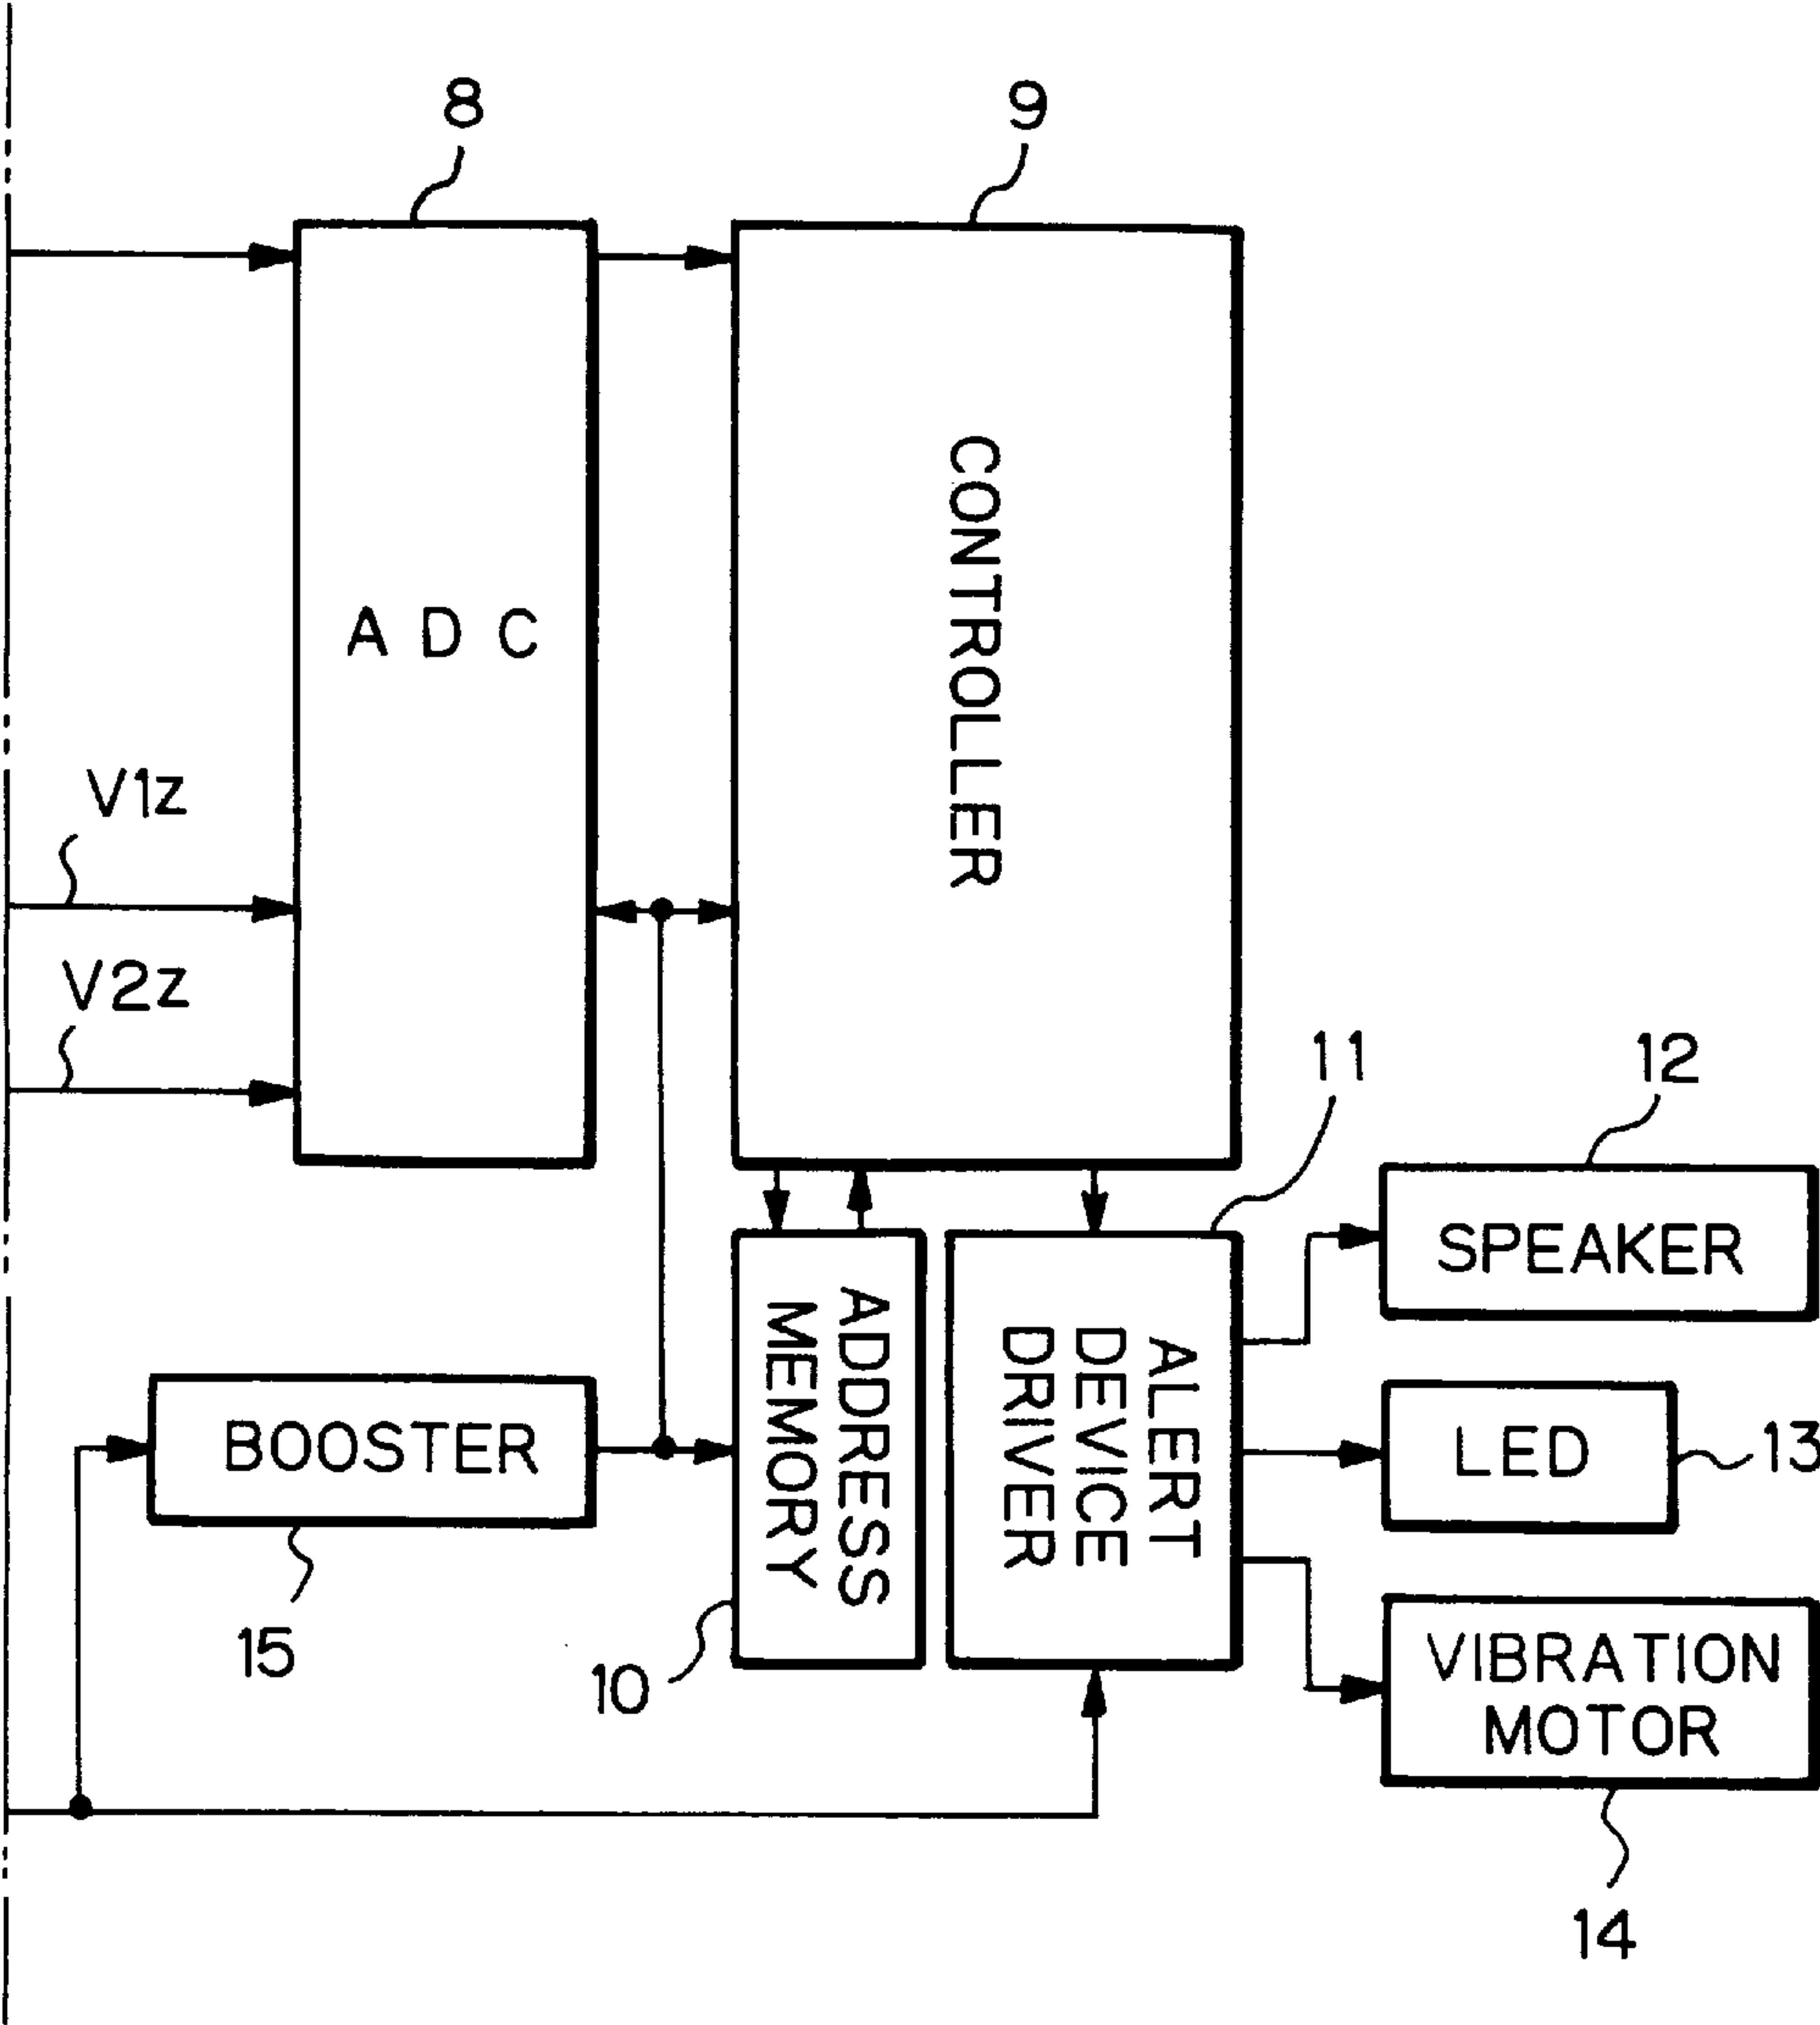 8
9
A D C
CONTROLLER
V1z
V2z
11
12
SPEAKER
ADDRESS
MEMORY
ALERT
DEVICE
DRIVER
BOOSTER
LED
13
15
10
VIBRATION
MOTOR
14